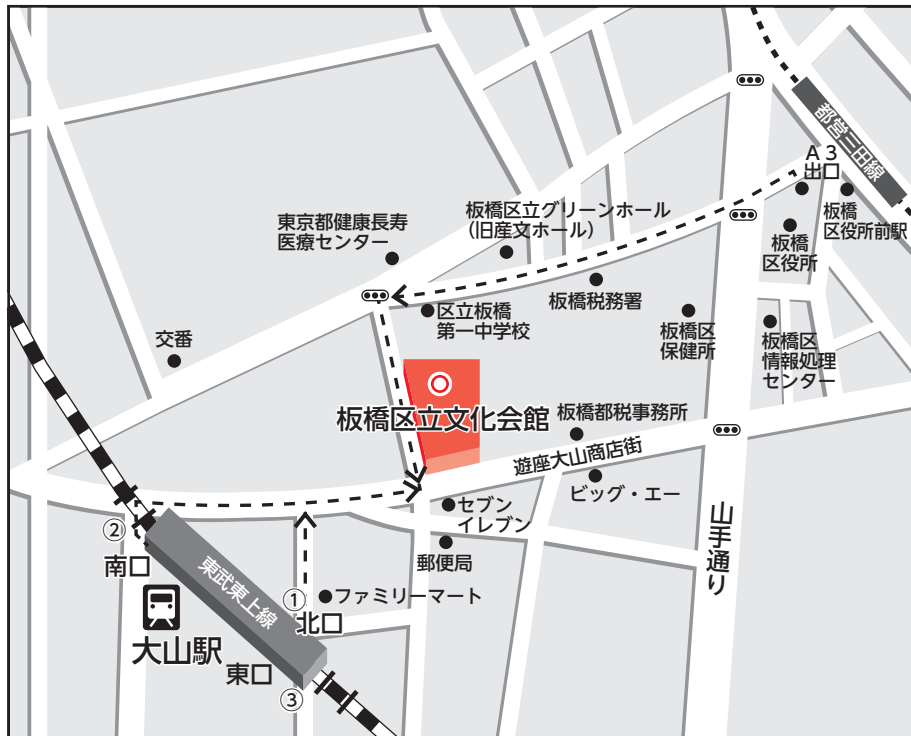 都営三田線
A3
出口
板橋
区役所前駅
板橋
区役所
板橋区立グリーンホール
(旧産文ホール)
東京都健康長寿
医療センター
板橋税務署
区立板橋
第一中学校
板橋区
保健所
板橋区
情報処理
センター
交番
板橋区立文化会館
板橋都税事務所
遊座大山商店街
ビッグ・エー
セブン
イレブン
山手通り
郵便局
②
南口
東武東上線
①
北口
ファミリーマート
大山駅
東口
③